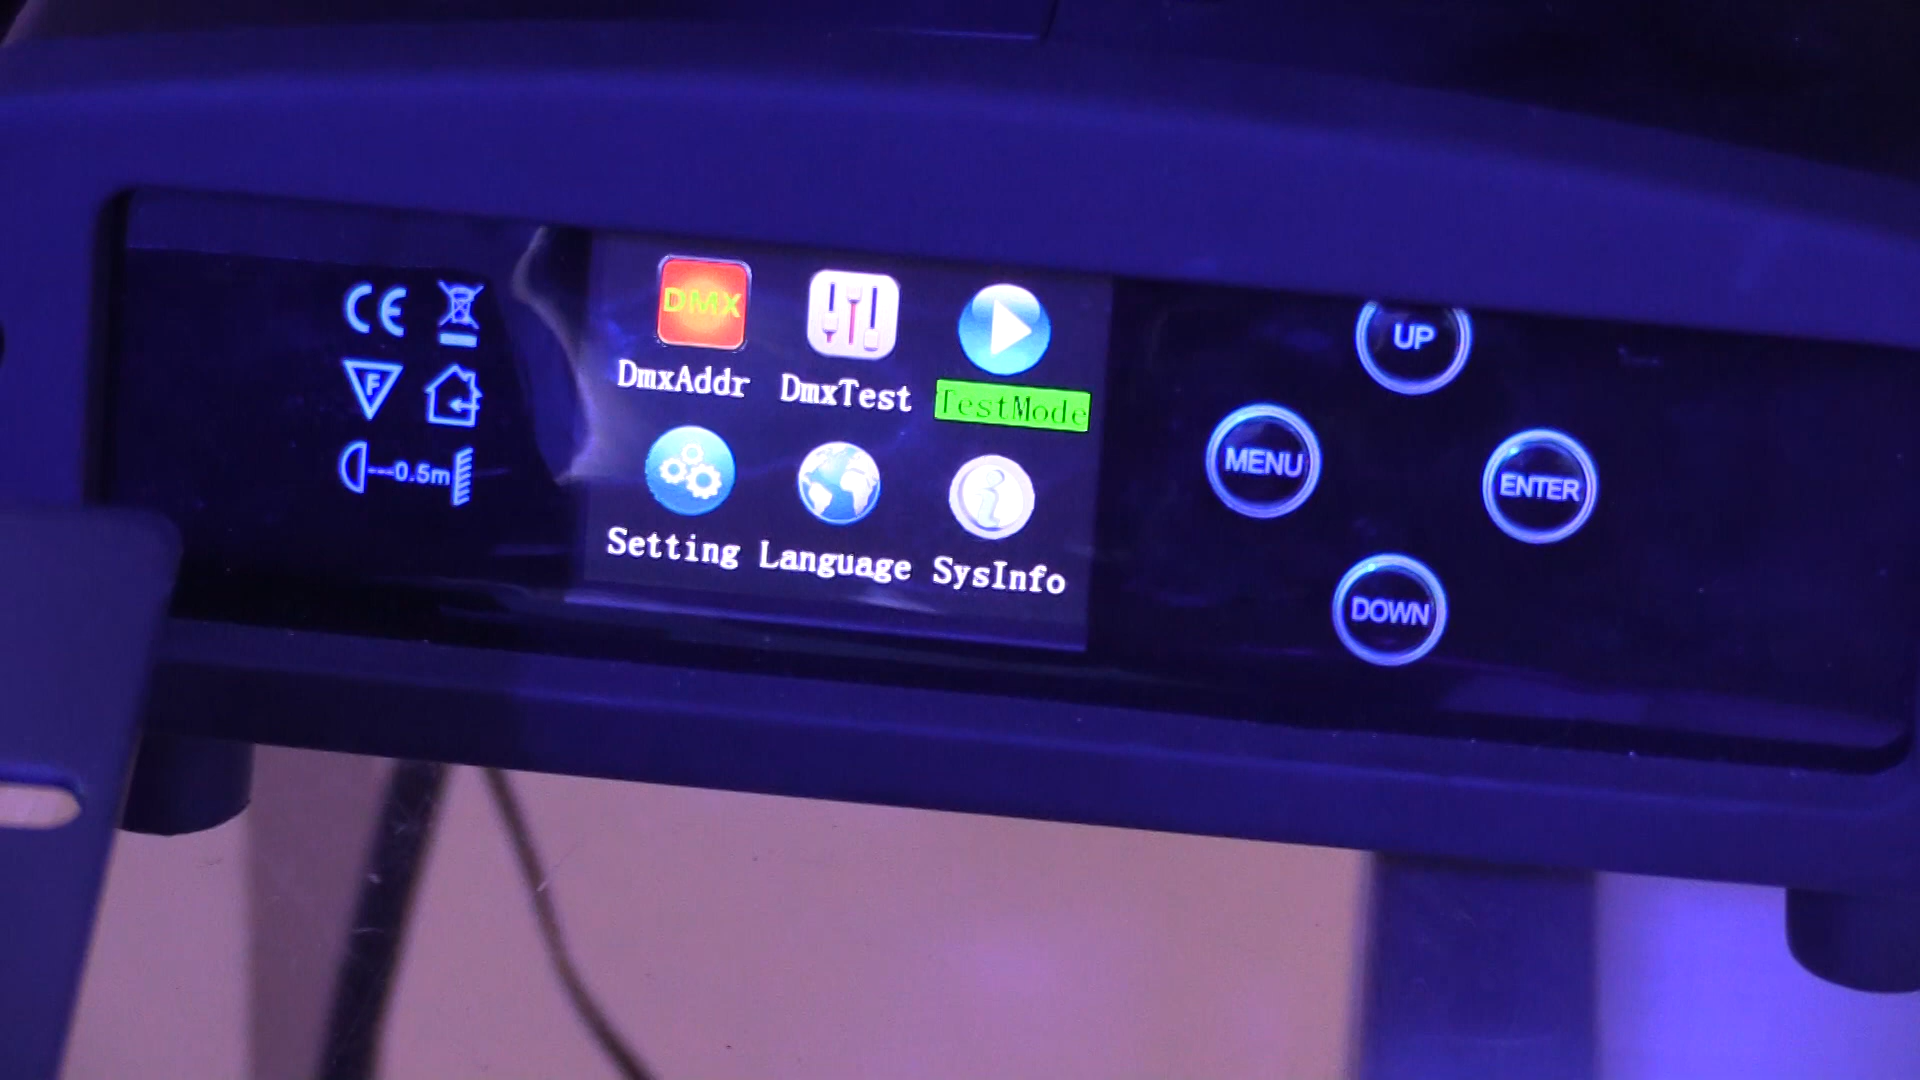 CE
F
---0.5m
DMX
DmxAddr DmxTest TestMode
Setting Language SysInfo
UP
MENU
ENTER
DOWN